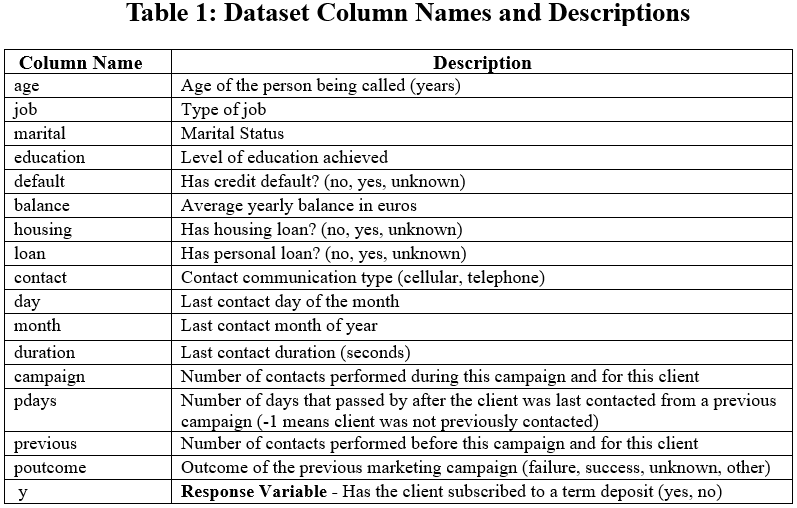 Table 1: Dataset Column Names and Descriptions
Column Name Description
age Age of the person being called (years)
job Type of job
marital Marital Status
education Level of education achieved
default Has credit default? (no, yes, unknown)
balance Average yearly balance in euros
housing Has housing loan? (no, yes, unknown)
loan Has personal loan? (no, yes, unknown)
contact Contact communication type (cellular, telephone)
day Last contact day of the month
month Last contact month of year
duration Last contact duration (seconds)
campaign Number of contacts performed during this campaign and for this client
pdays Number of days that passed by after the client was last contacted from a previous
campaign (-1 means client was not previously contacted)
previous Number of contacts performed before this campaign and for this client
poutcome Outcome of the previous marketing campaign (failure, success, unknown, other)
y Response Variable - Has the client subscribed to a term deposit (yes, no)